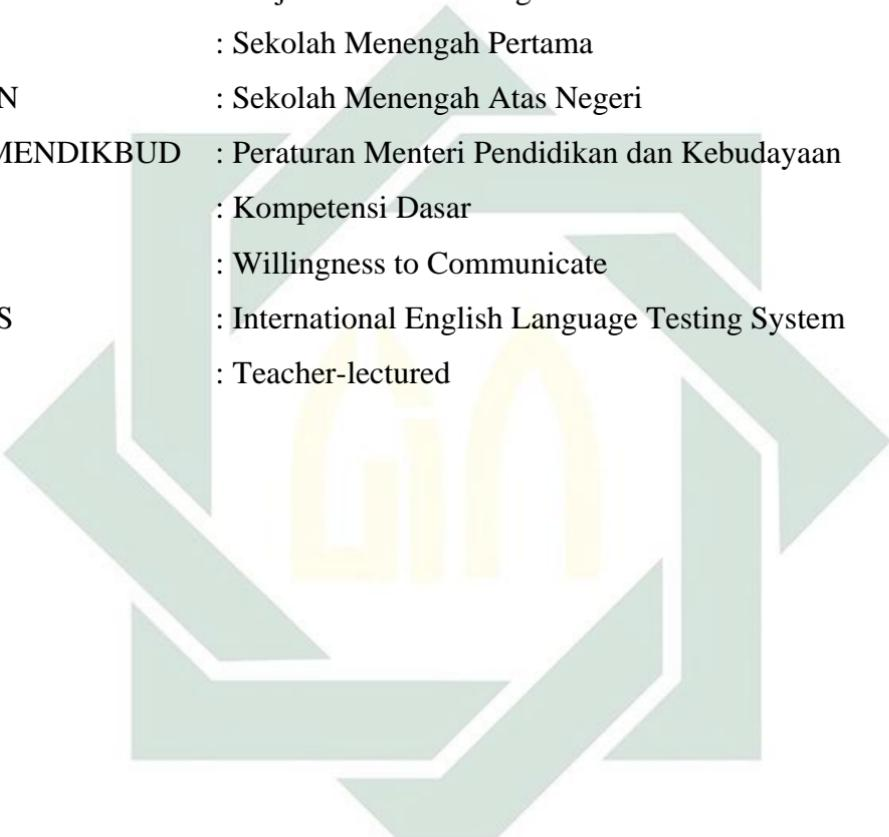 : Sekolah Menengah Pertama
N : Sekolah Menengah Atas Negeri
MENDIKBUD : Peraturan Menteri Pendidikan dan Kebudayaan
: Kompetensi Dasar
: Willingness to Communicate
S : International English Language Testing System
: Teacher-lectured